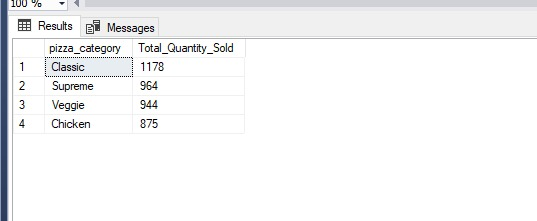 100 %
Results Messages
pizza_category Total_Quantity_Sold
1 Classic 1178
2 Supreme 964
3 Veggie 944
4 Chicken 875